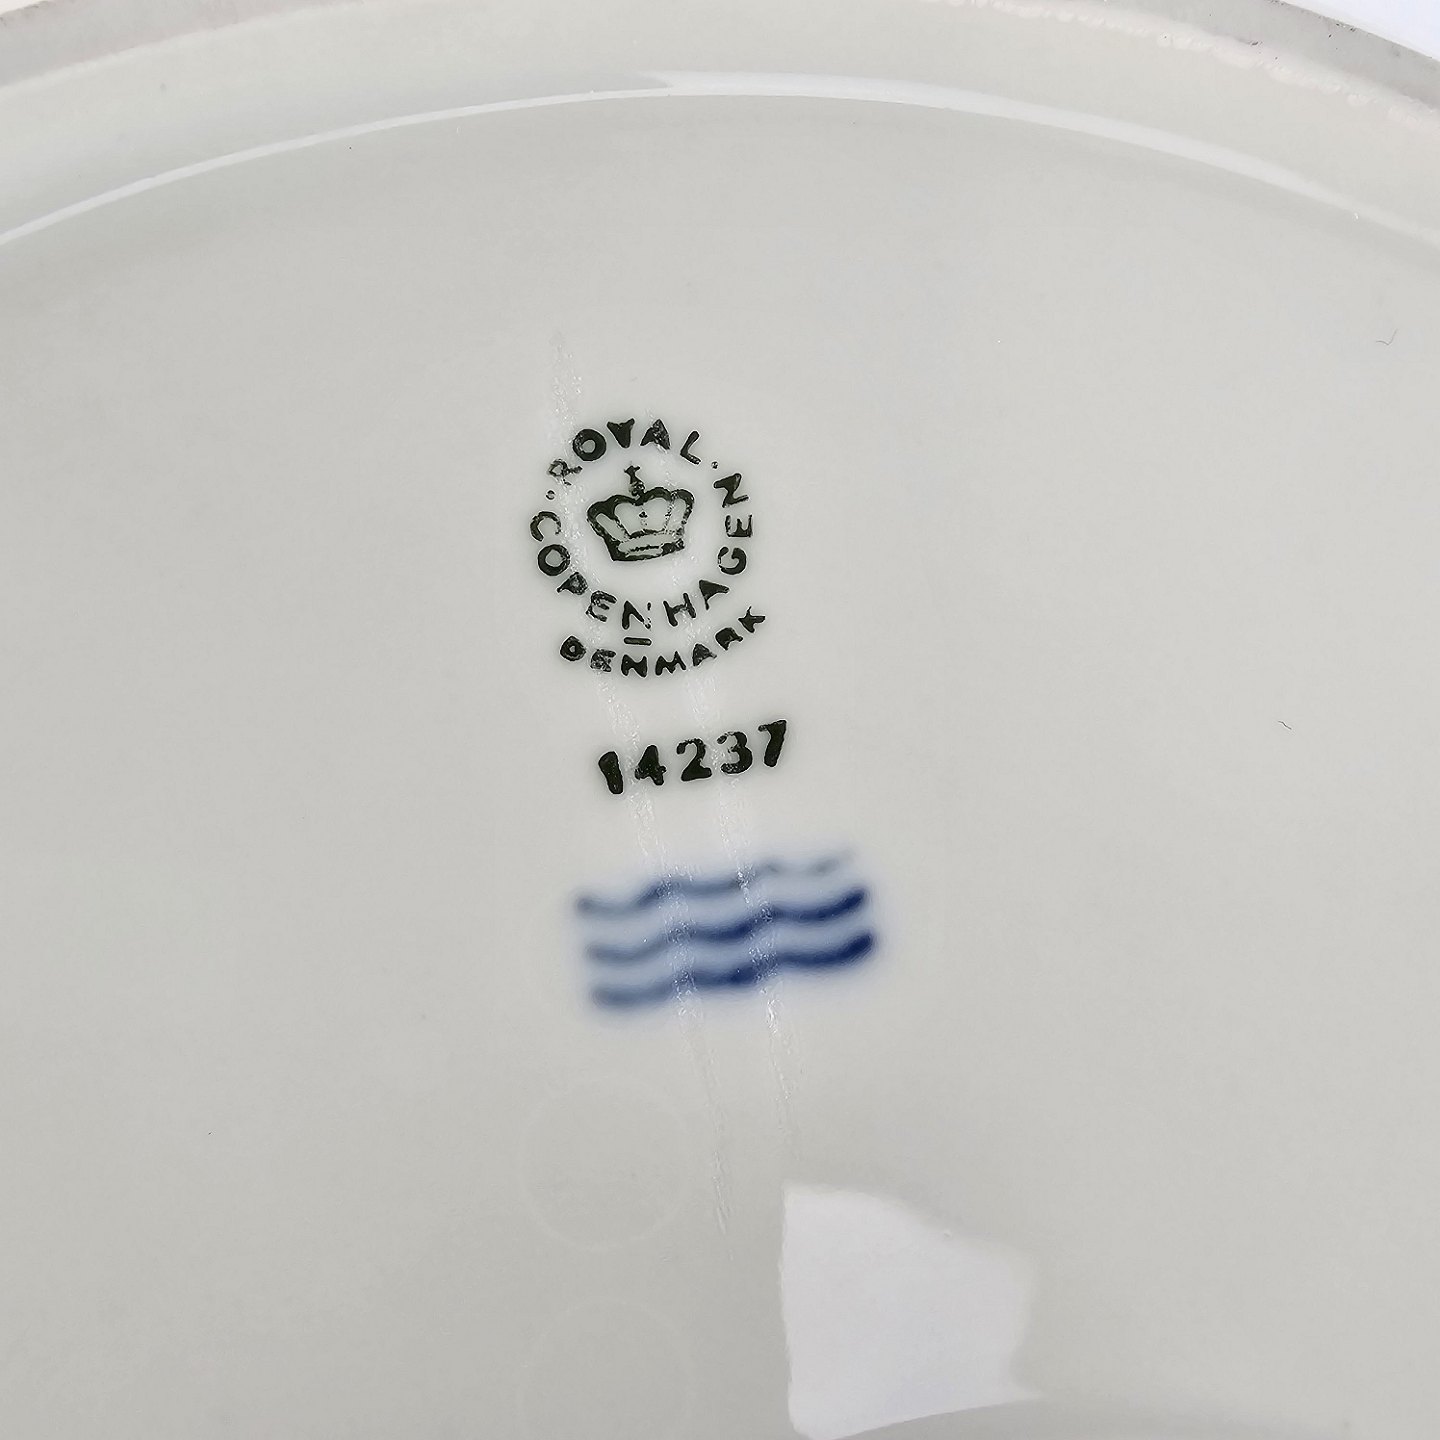 ROYAL
COPENHAGEN
DENMARK
14237